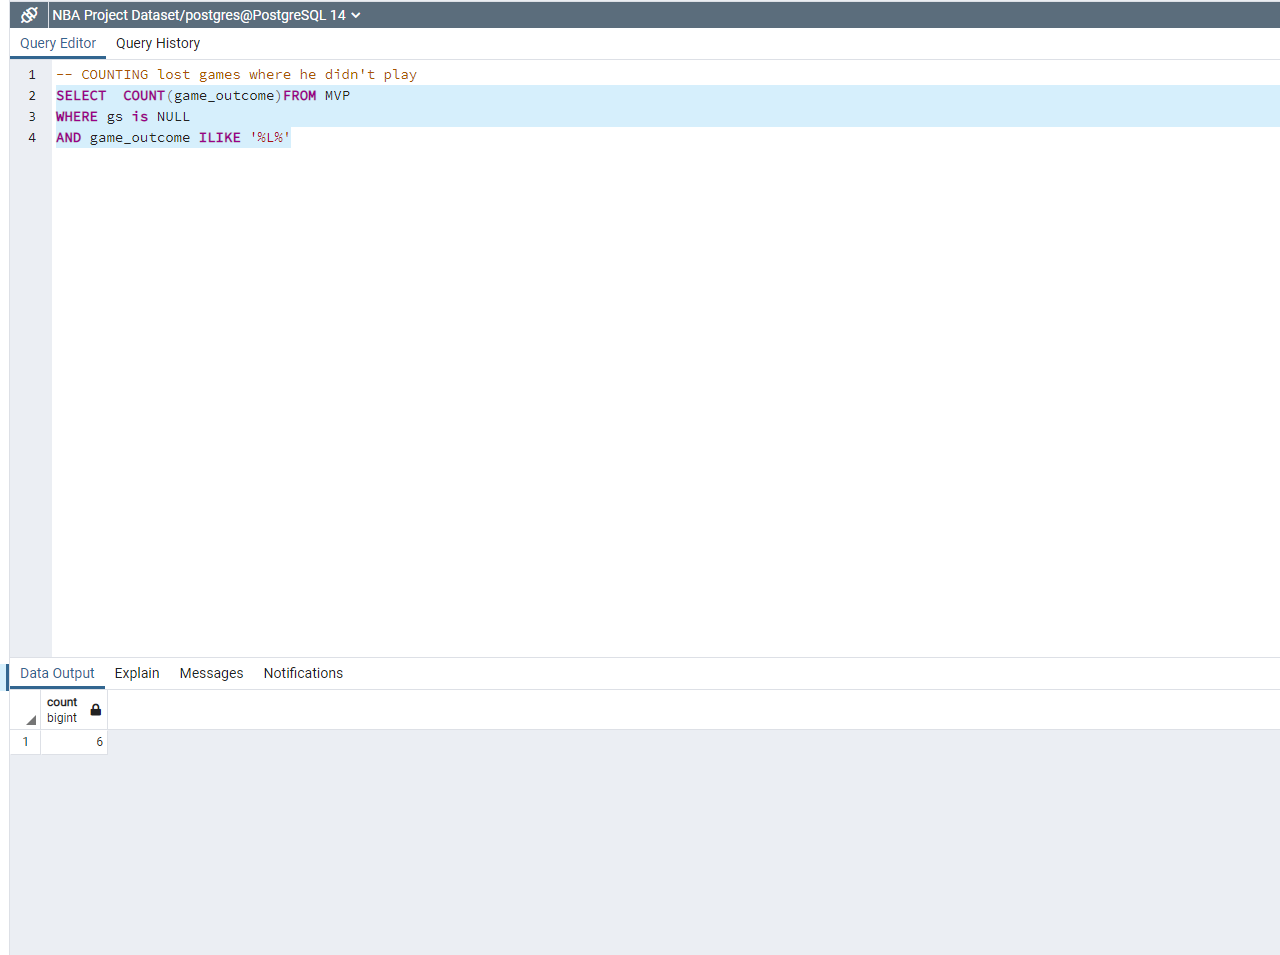 NBA Project Dataset/postgres@PostgreSQL 14
Query Editor Query History
1 -- COUNTING lost games where he didn't play
2 SELECT  COUNT(game_outcome)FROM MVP
3 WHERE gs is NULL
4 AND game_outcome ILIKE '%L%'
Data Output Explain Messages Notifications
count
bigint
1 6